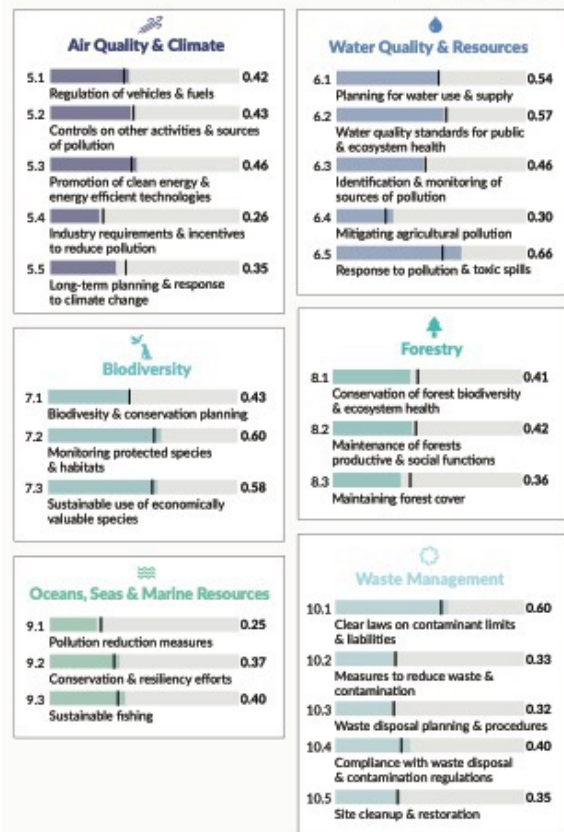 Air Quality & Climate
5.1 0.42
Regulation of vehicles & fuels
5.2 0.43
Controls on other activities & sources
of pollution
5.3 0.46
Promotion of clean energy &
energy efficient technologies
5.4 0.26
Industry requirements & incentives
to reduce pollution
5.5 0.35
Long-term planning & response
to climate change
Water Quality & Resources
6.1 0.54
Planning for water use & supply
6.2 0.57
Water quality standards for public
& ecosystem health
6.3 0.46
Identification & monitoring of
sources of pollution
6.4 0.30
Mitigating agricultural pollution
6.5 0.66
Response to pollution & toxic spills
Biodiversity
7.1 0.43
Biodivesity & conservation planning
7.2 0.60
Monitoring protected species
& habitats
7.3 0.58
Sustainable use of economically
valuable species
Forestry
8.1 0.41
Conservation of forest biodiversity
& ecosystem health
8.2 0.42
Maintenance of forests
productive & social functions
8.3 0.36
Maintaining forest cover
Oceans, Seas & Marine Resources
9.1 0.25
Pollution reduction measures
9.2 0.37
Conservation & resiliency efforts
9.3 0.40
Sustainable fishing
Waste Management
10.1 0.60
Clear laws on contaminant limits
& liabilities
10.2 0.33
Measures to reduce waste &
contamination
10.3 0.32
Waste disposal planning & procedures
10.4 0.40
Compliance with waste disposal
& contamination regulations
10.5 0.35
Site cleanup & restoration